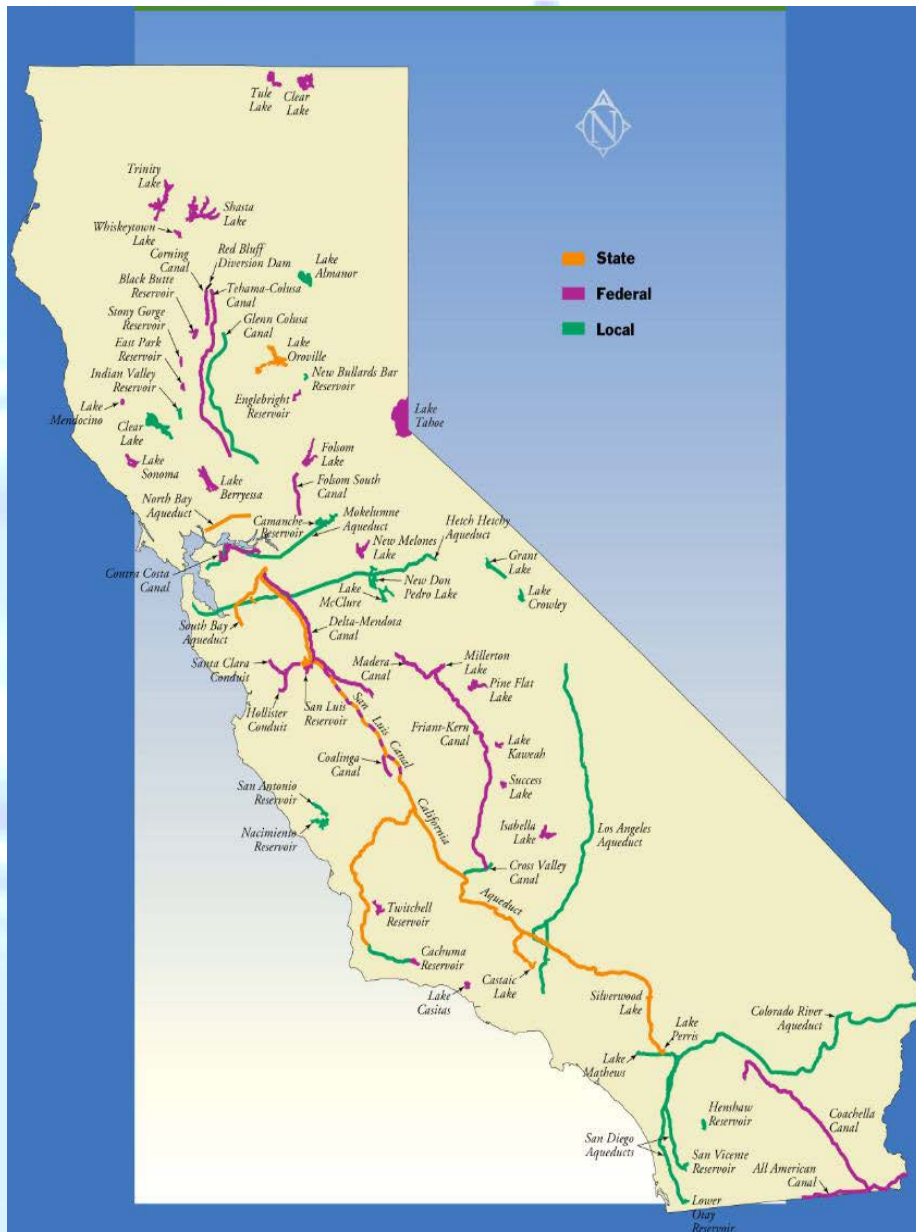 Tule
Lake
Clear
Lake
N
Trinity
Lake
Shasta
Lake
Whiskeytown
Lake
Corning
Canal
Red Bluff
Diversion Dam
Lake
Almanor
Black Butte
Reservoir
Tehama-Colusa
Canal
Stony Gorge
Reservoir
Glenn Colusa
Canal
East Park
Reservoir
Lake
Oroville
Indian Valley
Reservoir
New Bullards Bar
Reservoir
Englebright
Reservoir
Lake
Mendocino
Clear
Lake
Lake
Tahoe
State
Federal
Local
Lake
Sonoma
Lake
Berryessa
Folsom
Lake
Folsom South
Canal
North Bay
Aqueduct
Camanche
Reservoir
Mokelumne
Aqueduct
Hetch Hetchy
Aqueduct
New Melones
Lake
Grant
Lake
Contra Costa
Canal
New Don
Pedro Lake
Lake
McClure
Lake
Crowley
South Bay
Aqueduct
Delta-Mendota
Canal
Santa Clara
Conduit
Madera
Canal
Millerton
Lake
Pine Flat
Lake
Hollister
Conduit
San Luis
Reservoir
San Luis Canal
Friant-Kern
Canal
Lake
Kaweah
Coalinga
Canal
Success
Lake
San Antonio
Reservoir
California Aqueduct
Isabella
Lake
Los Angeles
Aqueduct
Nacimiento
Reservoir
Cross Valley
Canal
Twitchell
Reservoir
Cachuma
Reservoir
Castaic
Lake
Lake
Casitas
Silverwood
Lake
Colorado River
Aqueduct
Lake
Perris
Lake
Mathews
Henshaw
Reservoir
Coachella
Canal
San Diego
Aqueducts
San Vicente
Reservoir
All American
Canal
Lower
Otay
Reservoir